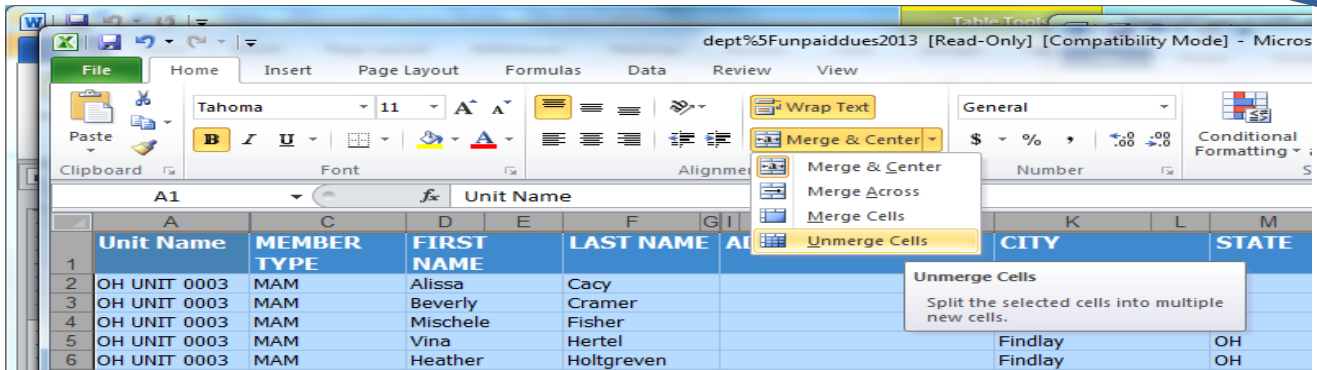 Table Tools
dept%5Funpaiddues2013 [Read-Only] [Compatibility Mode] - Micros
File Home Insert Page Layout Formulas Data Review View
Tahoma 11 A A Wrap Text General
Paste B I U A Merge & Center $ % , .0 .00 .00 .0 Conditional
Formatting
Clipboard Font Alignme Number S
Merge & Center
Merge Across
Merge Cells
Unmerge Cells
A1 fx Unit Name
A C D E F G I K L M
1 Unit Name MEMBER TYPE FIRST NAME LAST NAME AD CITY STATE
Unmerge Cells
Split the selected cells into multiple
new cells.
2 OH UNIT 0003 MAM Alissa Cacy
3 OH UNIT 0003 MAM Beverly Cramer
4 OH UNIT 0003 MAM Mischele Fisher
5 OH UNIT 0003 MAM Vina Hertel Findlay OH
6 OH UNIT 0003 MAM Heather Holtgreven Findlay OH